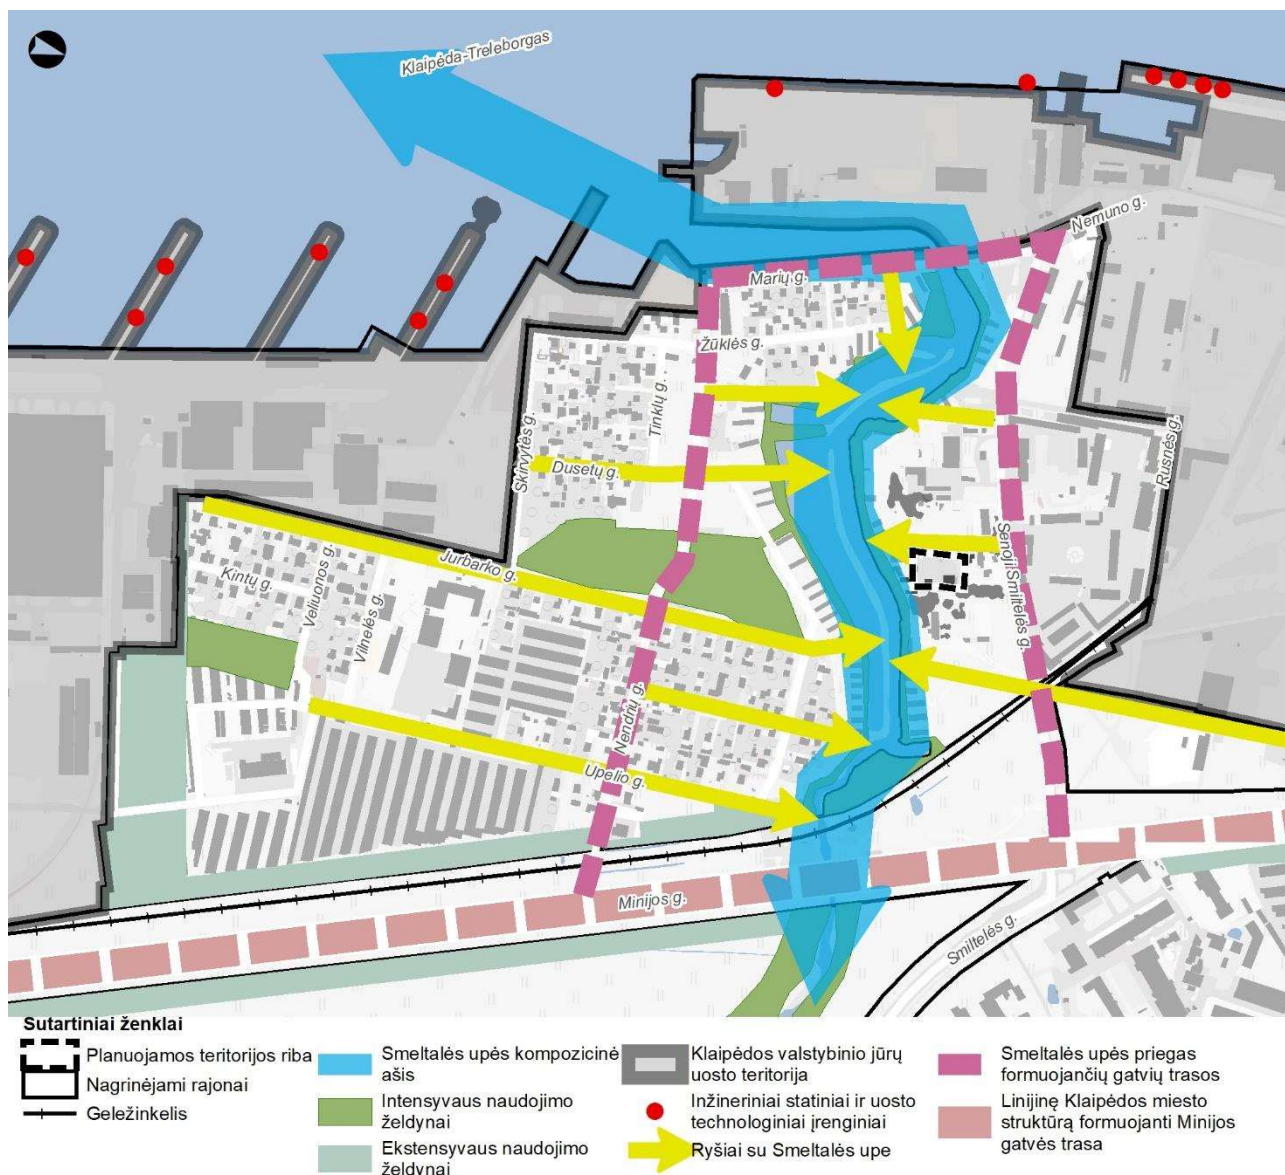 Klaipėda-Treleborgas
Nemuno g.
Marių g.
Žūklės g.
Tinklų g.
Skirvytės g.
Dusetų g.
Rusnės g.
Senoji Smiltelės g.
Jurbarko g.
Kintų g.
Veliuonos g.
Vilnelės g.
Nendrių g.
Upelio g.
Minijos g.
Smiltelės g.
Sutartiniai ženklai
Planuojamos teritorijos riba
Nagrinėjami rajonai
Geležinkelis
Smeltalės upės kompozicinė
ašis
Intensyvaus naudojimo
želdynai
Ekstensyvaus naudojimo
želdynai
Klaipėdos valstybinio jūrų
uosto teritorija
Inžineriniai statiniai ir uosto
technologiniai įrenginiai
Ryšiai su Smeltalės upe
Smeltalės upės priegas
formuojančių gatvių trasos
Linijinę Klaipėdos miesto
struktūrą formuojanti Minijos
gatvės trasa